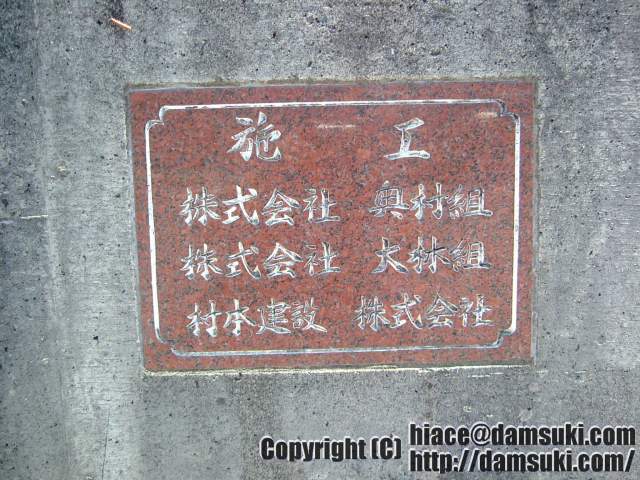 施工
株式会社 奥村組
株式会社 大林組
村本建設 株式会社
Copyright (C) hiace@damsuki.com
http://damsuki.com/